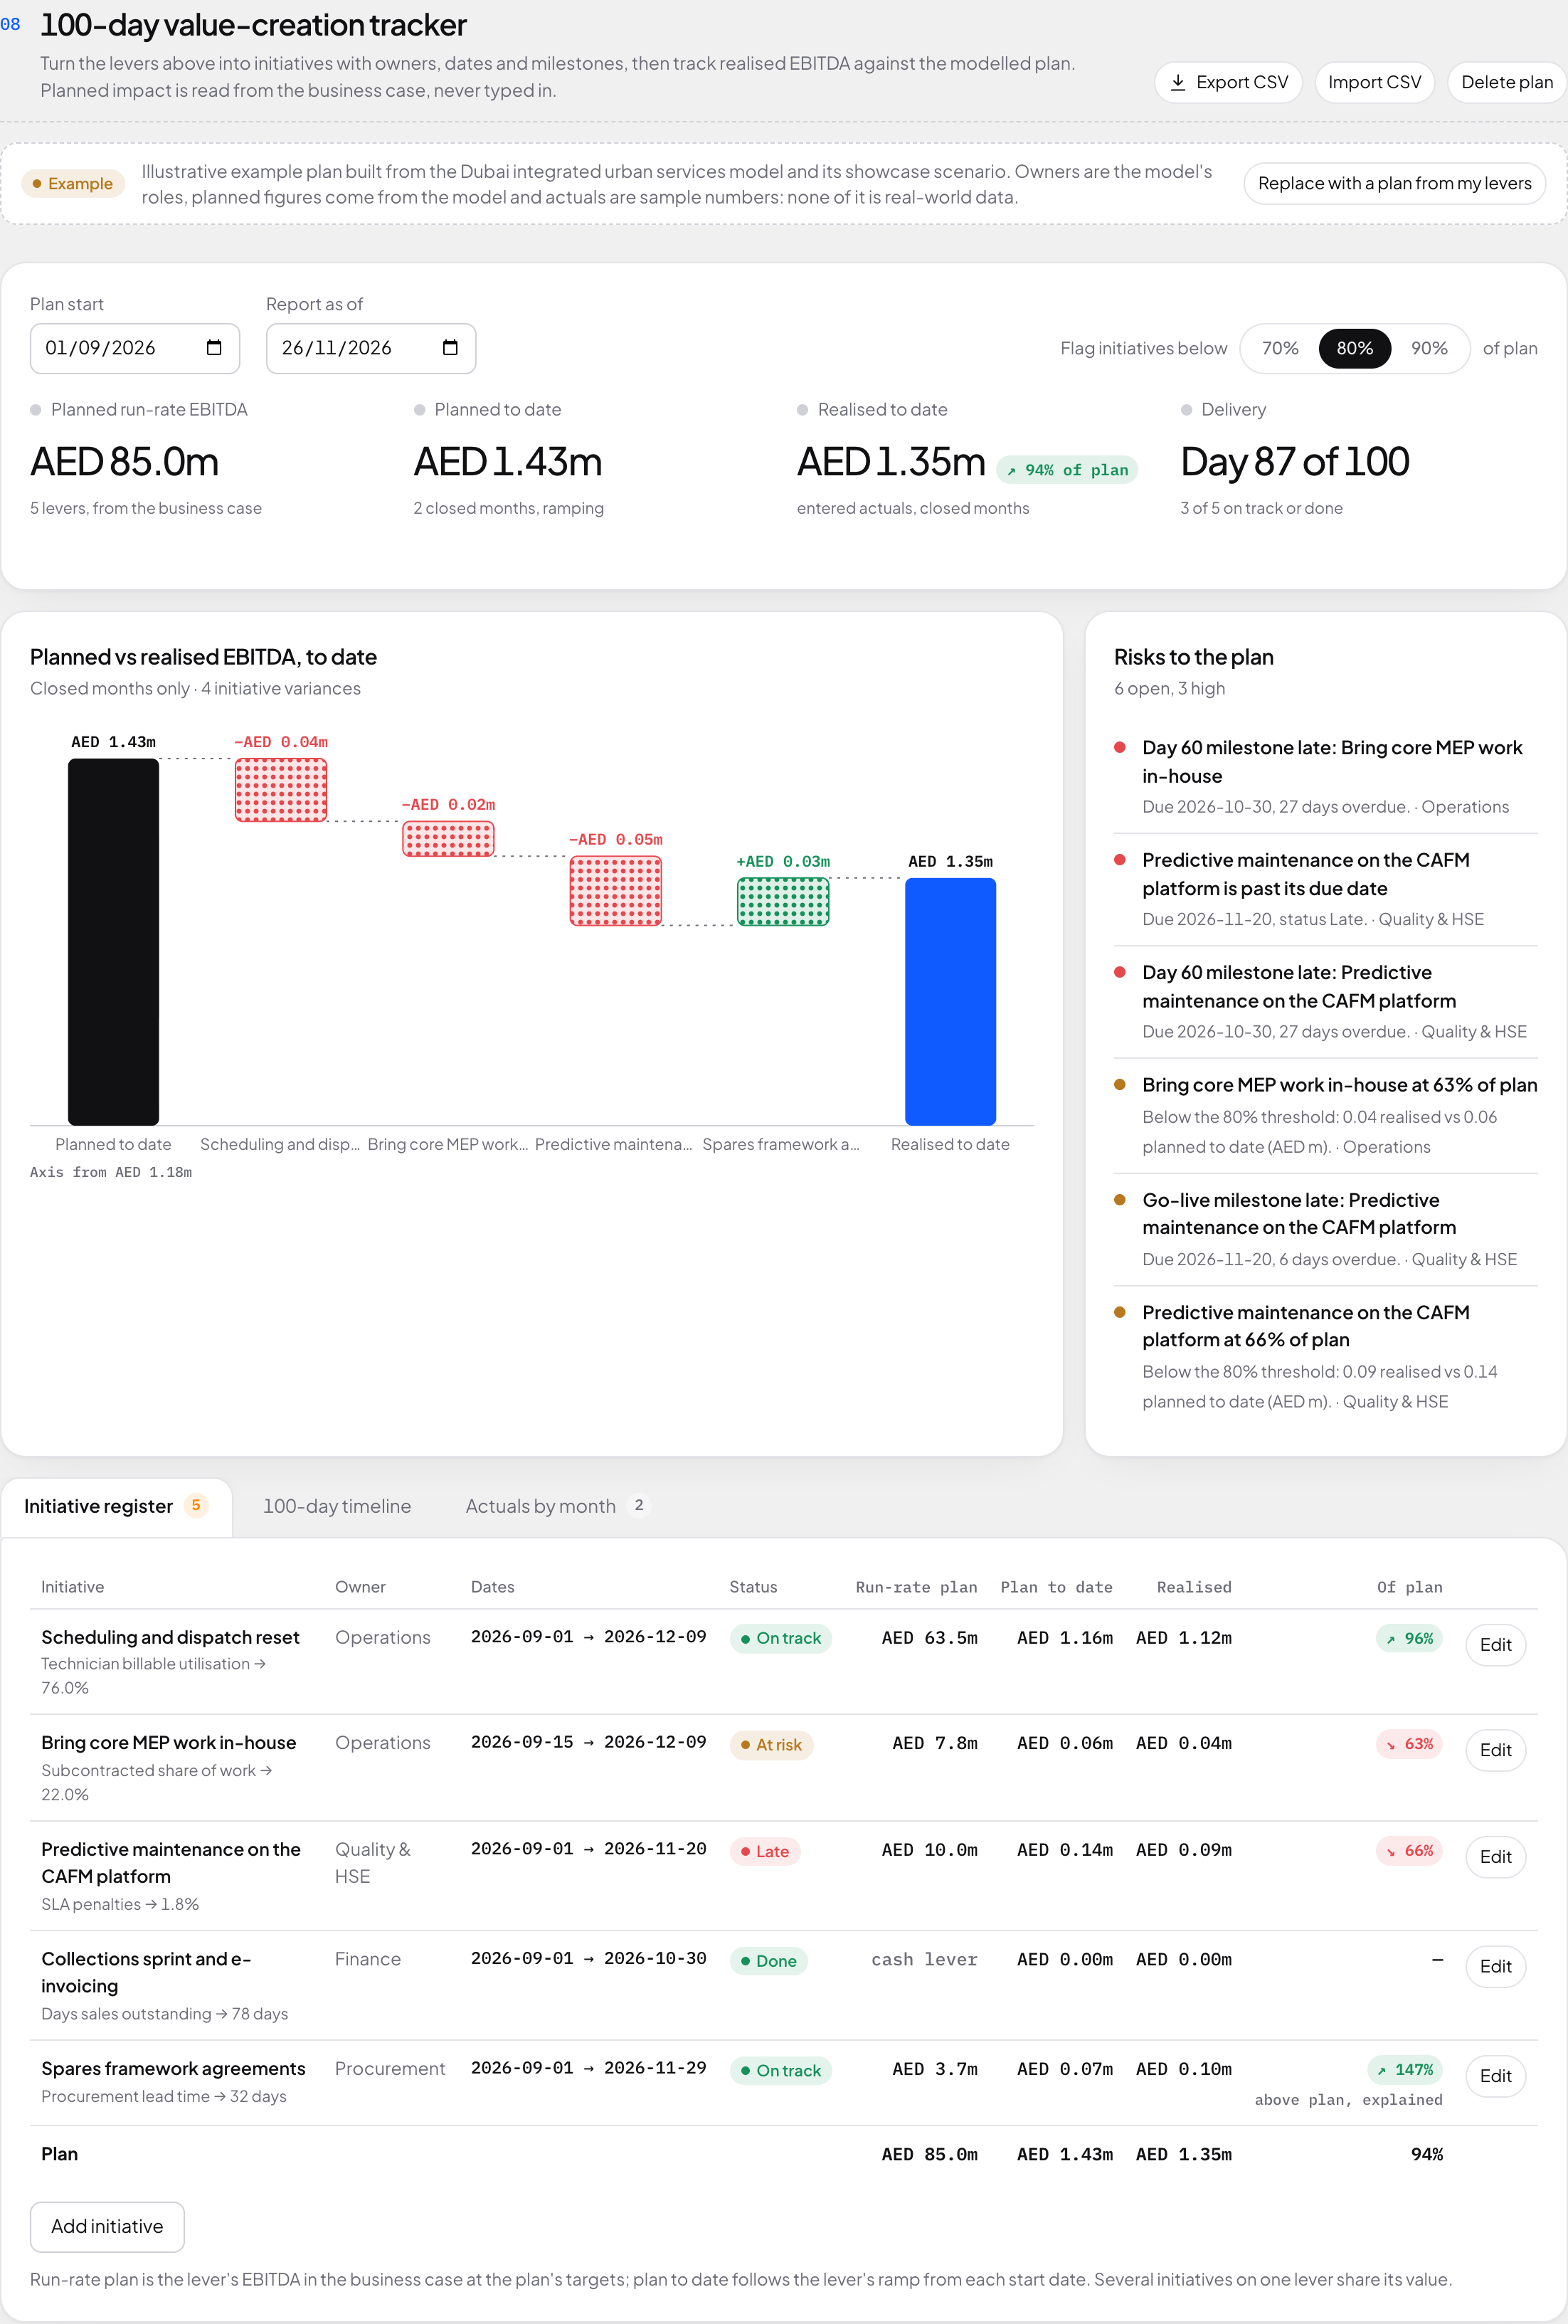 08 100-day value-creation tracker
Turn the levers above into initiatives with owners, dates and milestones, then track realised EBITDA against the modelled plan.
Planned impact is read from the business case, never typed in.
Export CSV Import CSV Delete plan
Example
Illustrative example plan built from the Dubai integrated urban services model and its showcase scenario. Owners are the model's
roles, planned figures come from the model and actuals are sample numbers: none of it is real-world data.
Replace with a plan from my levers
Plan start Report as of
01/09/2026 26/11/2026
Flag initiatives below 70% 80% 90% of plan
Planned run-rate EBITDA
AED 85.0m
5 levers, from the business case
Planned to date
AED 1.43m
2 closed months, ramping
Realised to date
AED 1.35m ↗ 94% of plan
entered actuals, closed months
Delivery
Day 87 of 100
3 of 5 on track or done
Planned vs realised EBITDA, to date
Closed months only · 4 initiative variances
AED 1.43m
−AED 0.04m
−AED 0.02m
−AED 0.05m
+AED 0.03m
AED 1.35m
Planned to date Scheduling and disp… Bring core MEP work… Predictive maintena… Spares framework a… Realised to date
Axis from AED 1.18m
Risks to the plan
6 open, 3 high
Day 60 milestone late: Bring core MEP work
in-house
Due 2026-10-30, 27 days overdue. · Operations
Predictive maintenance on the CAFM
platform is past its due date
Due 2026-11-20, status Late. · Quality & HSE
Day 60 milestone late: Predictive
maintenance on the CAFM platform
Due 2026-10-30, 27 days overdue. · Quality & HSE
Bring core MEP work in-house at 63% of plan
Below the 80% threshold: 0.04 realised vs 0.06
planned to date (AED m). · Operations
Go-live milestone late: Predictive
maintenance on the CAFM platform
Due 2026-11-20, 6 days overdue. · Quality & HSE
Predictive maintenance on the CAFM
platform at 66% of plan
Below the 80% threshold: 0.09 realised vs 0.14
planned to date (AED m). · Quality & HSE
Initiative register 5 100-day timeline Actuals by month 2
Initiative Owner Dates Status Run-rate plan Plan to date Realised Of plan
Scheduling and dispatch reset Operations 2026-09-01 → 2026-12-09 On track AED 63.5m AED 1.16m AED 1.12m ↗ 96% Edit
Technician billable utilisation →
76.0%
Bring core MEP work in-house Operations 2026-09-15 → 2026-12-09 At risk AED 7.8m AED 0.06m AED 0.04m ↘ 63% Edit
Subcontracted share of work →
22.0%
Predictive maintenance on the Quality & 2026-09-01 → 2026-11-20 Late AED 10.0m AED 0.14m AED 0.09m ↘ 66% Edit
CAFM platform HSE
SLA penalties → 1.8%
Collections sprint and e- Finance 2026-09-01 → 2026-10-30 Done cash lever AED 0.00m AED 0.00m — Edit
invoicing
Days sales outstanding → 78 days
Spares framework agreements Procurement 2026-09-01 → 2026-11-29 On track AED 3.7m AED 0.07m AED 0.10m ↗ 147% Edit
Procurement lead time → 32 days above plan, explained
Plan AED 85.0m AED 1.43m AED 1.35m 94%
Add initiative
Run-rate plan is the lever's EBITDA in the business case at the plan's targets; plan to date follows the lever's ramp from each start date. Several initiatives on one lever share its value.